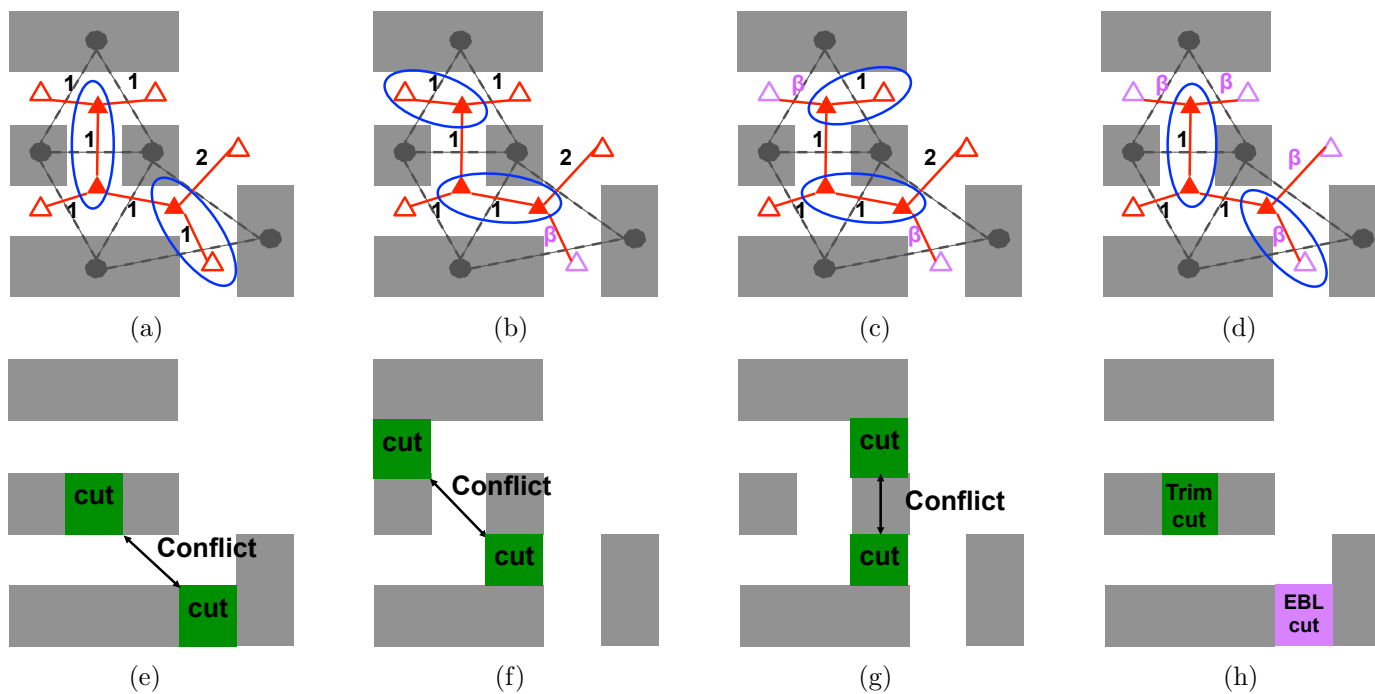 1 1
1 2
1 1
1
(a)
1 1
1 2
1 1
β
(b)
β 1
1 2
1 1
β
(c)
β β
1 β
1 1
β
(d)
cut
Conflict
cut
(e)
cut
Conflict
cut
(f)
cut
Conflict
cut
(g)
Trim
cut
EBL
cut
(h)